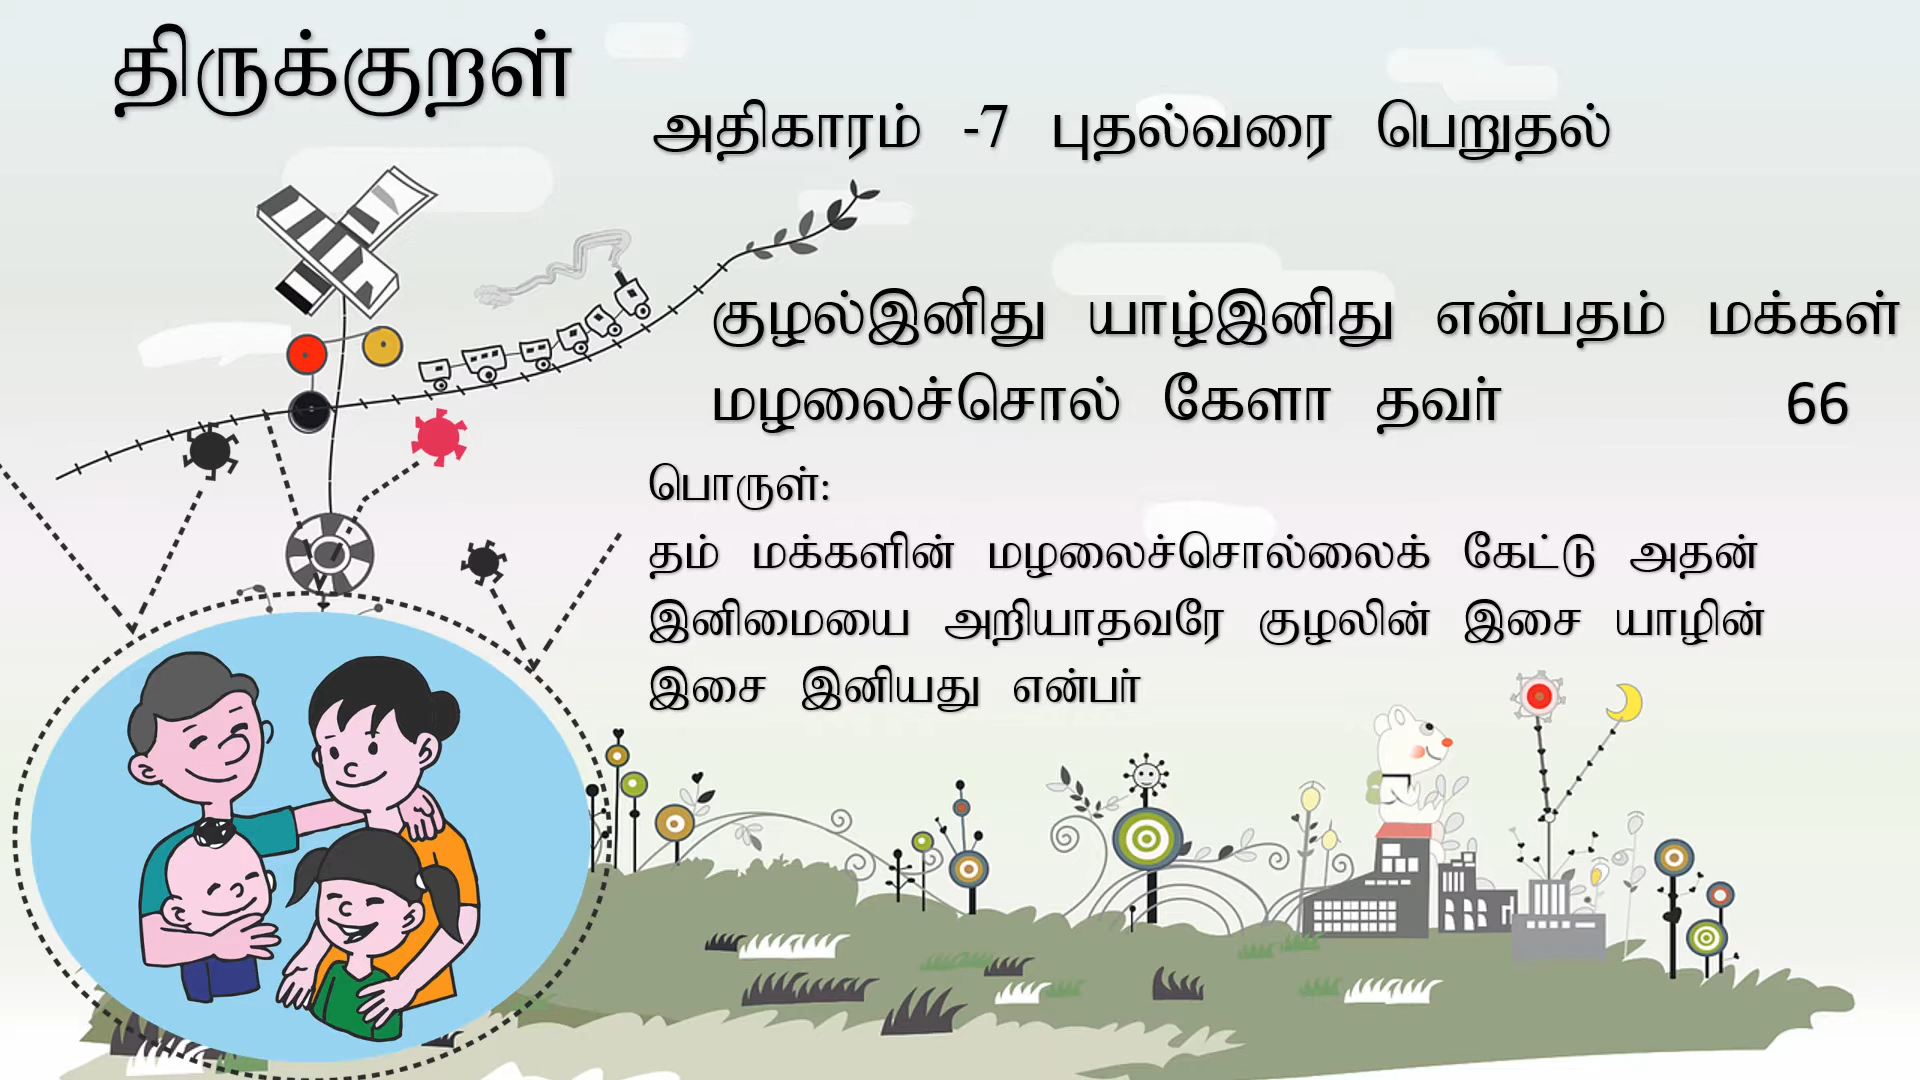 திருக்குறள்
அதிகாரம் -7 புதல்வரை பெறுதல்
குழல்இனிது யாழ்இனிது என்பதம் மக்கள்
மழலைச்சொல் கேளா தவர் 66
பொருள்:
தம் மக்களின் மழலைச்சொல்லைக் கேட்டு அதன்
இனிமையை அறியாதவரே குழலின் இசை யாழின்
இசை இனியது என்பர்